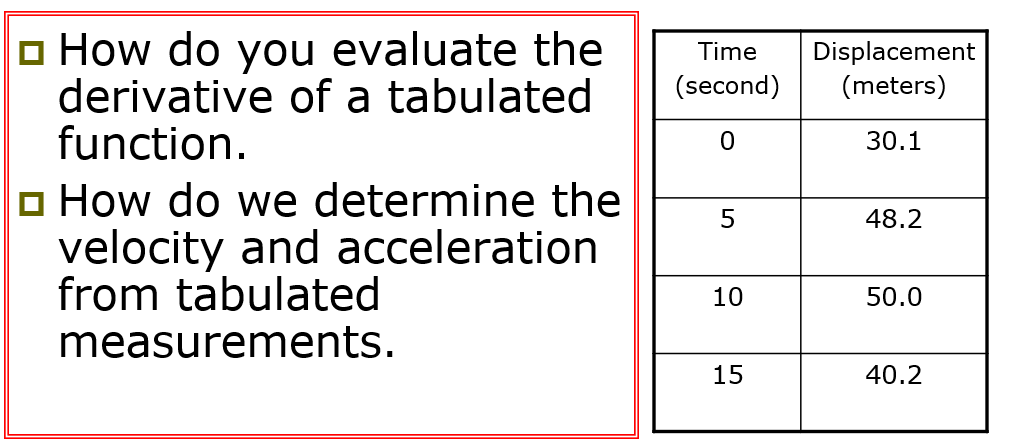 How do you evaluate the
derivative of a tabulated
function.
How do we determine the
velocity and acceleration
from tabulated
measurements.
Time Displacement
(second) (meters)
0 30.1
5 48.2
10 50.0
15 40.2